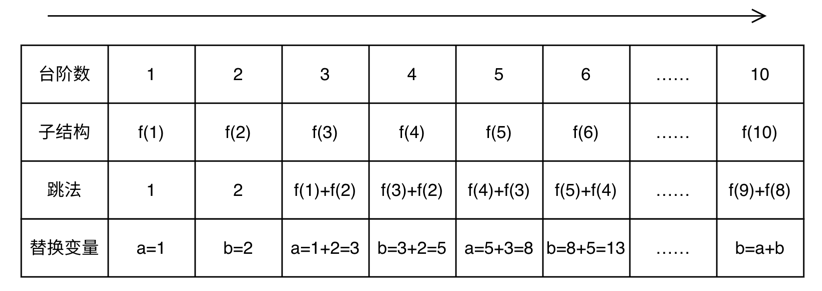 台阶数 1 2 3 4 5 6 …… 10
子结构 f(1) f(2) f(3) f(4) f(5) f(6) …… f(10)
跳法 1 2 f(1)+f(2) f(3)+f(2) f(4)+f(3) f(5)+f(4) …… f(9)+f(8)
替换变量 a=1 b=2 a=1+2=3 b=3+2=5 a=5+3=8 b=8+5=13 …… b=a+b